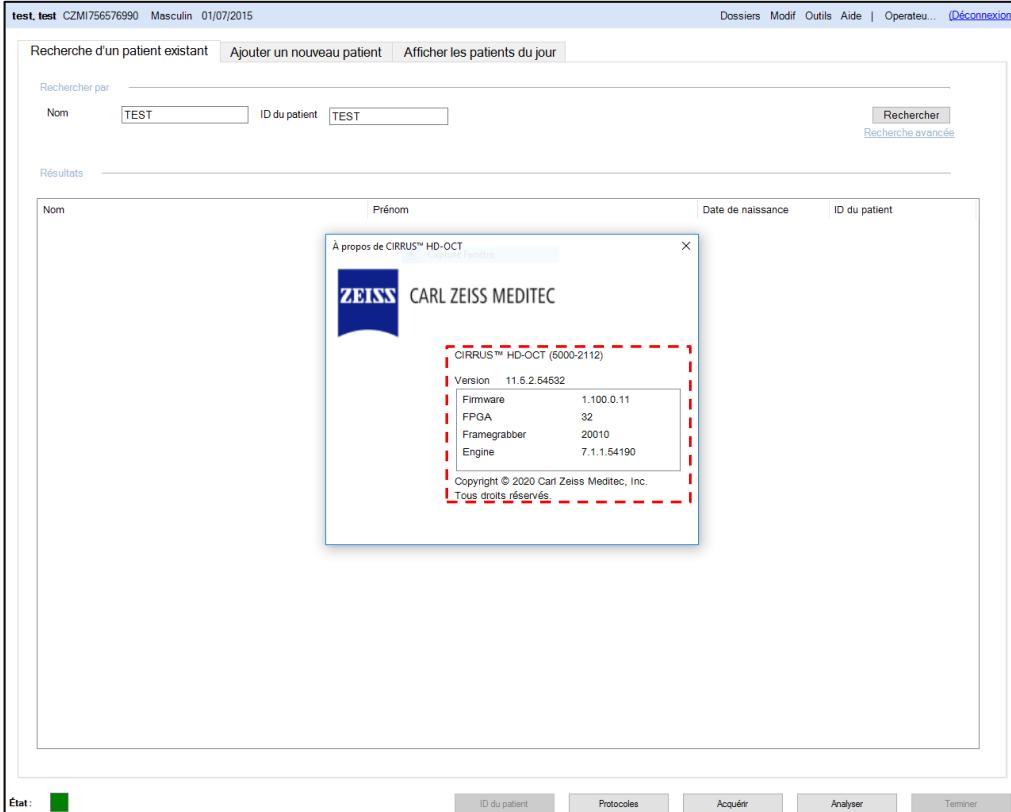 test, test CZMI756576990 Masculin 01/07/2015 Dossiers Modif Outils Aide | Operateu... (Déconnexion
Recherche d'un patient existant Ajouter un nouveau patient Afficher les patients du jour
Rechercher par
Nom TEST ID du patient TEST Rechercher
Recherche avancée
Résultats
Nom Prénom Date de naissance ID du patient
À propos de CIRRUS™ HD-OCT
Capture Fenêtre
ZEISS CARL ZEISS MEDITEC
CIRRUS™ HD-OCT (5000-2112)
Version 11.5.2.54532
Firmware 1.100.0.11
FPGA 32
Framegrabber 20010
Engine 7.1.1.54190
Copyright © 2020 Carl Zeiss Meditec, Inc.
Tous droits réservés.
État : ID du patient Protocoles Acquérir Analyser Terminer